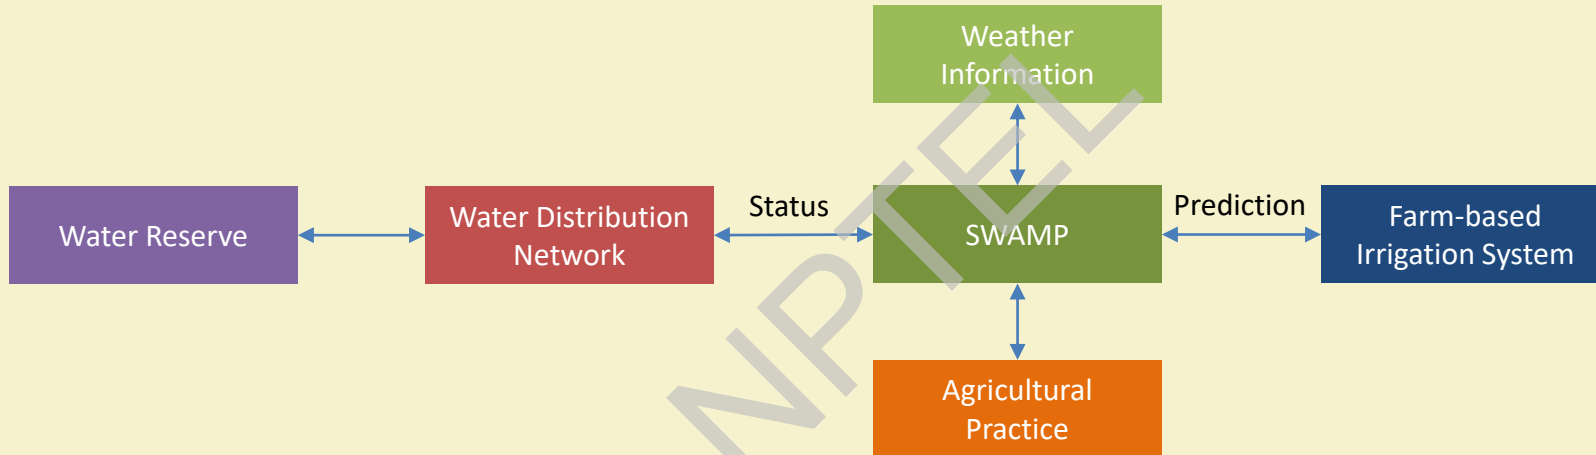 Weather
Information
Water Reserve
Water Distribution
Network
Status
SWAMP
Prediction
Farm-based
Irrigation System
Agricultural
Practice
NPTEL